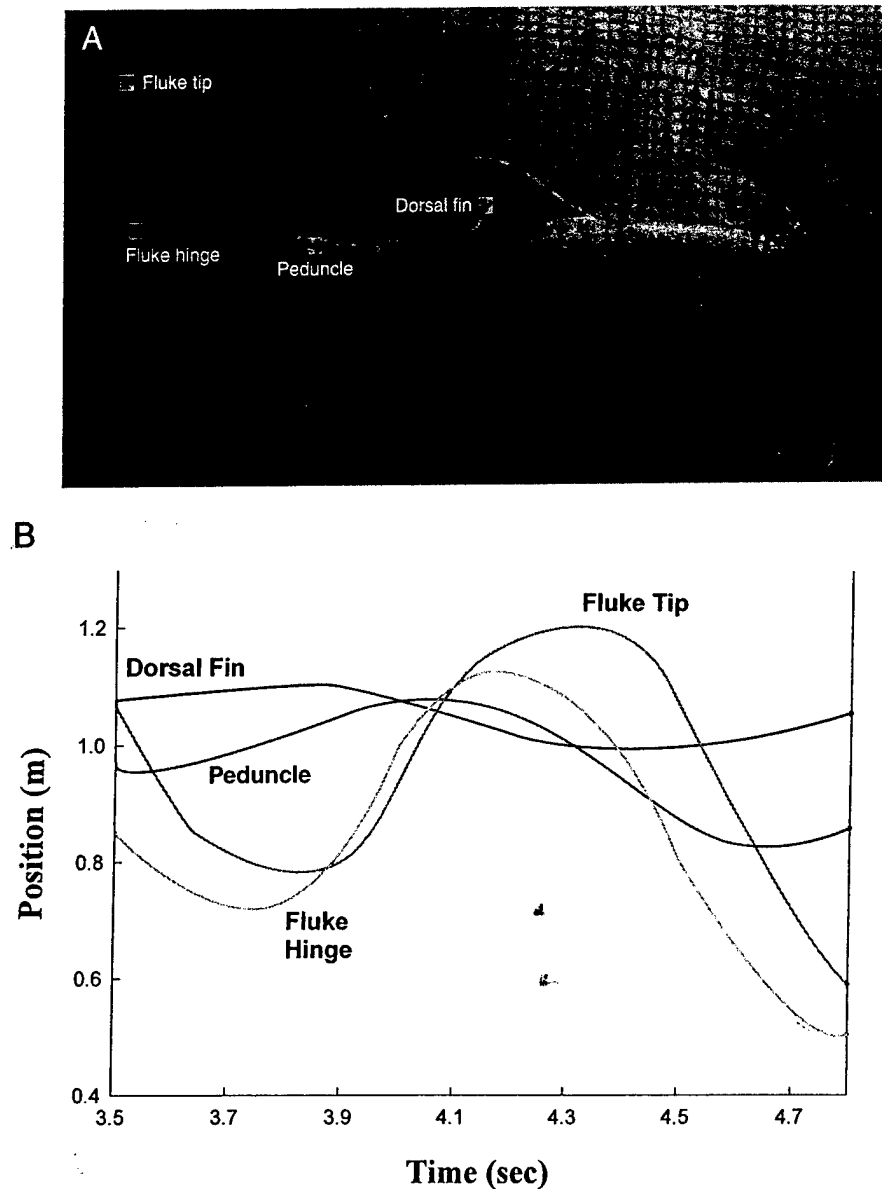 A
Fluke tip
Dorsal fin
Fluke hinge
Peduncle
B
Fluke Tip
Dorsal Fin
Peduncle
Fluke
Hinge
Position (m)
1.2
1.0
0.8
0.6
0.4
3.5 3.7 3.9 4.1 4.3 4.5 4.7
Time (sec)